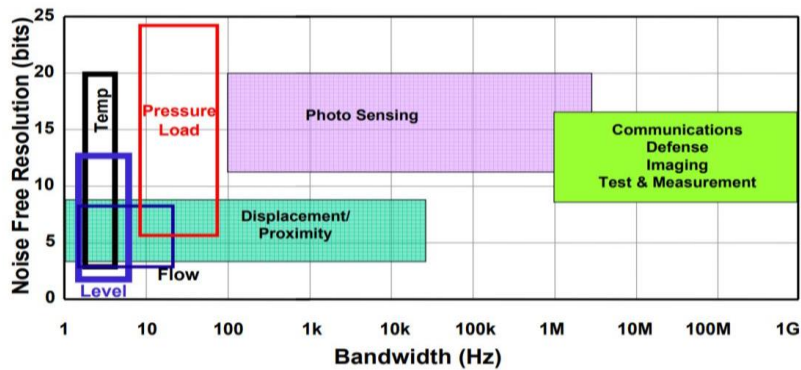 Noise Free Resolution (bits)
25
20
15
10
5
0
Temp
Pressure
Load
Photo Sensing
Communications
Defense
Imaging
Test & Measurement
Displacement/
Proximity
Flow
Level
1 10 100 1k 10k 100k 1M 10M 100M 1G
Bandwidth (Hz)